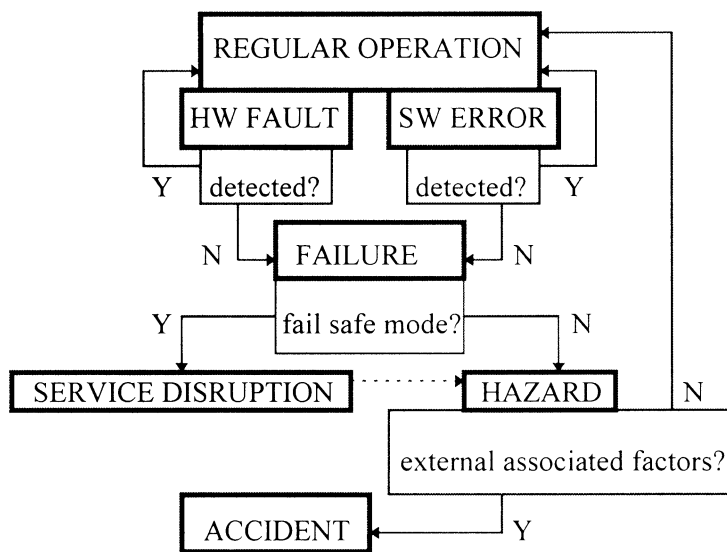 REGULAR OPERATION
HW FAULT
SW ERROR
Y
detected?
detected?
Y
N
FAILURE
N
Y
fail safe mode?
N
SERVICE DISRUPTION
HAZARD
N
external associated factors?
ACCIDENT
Y